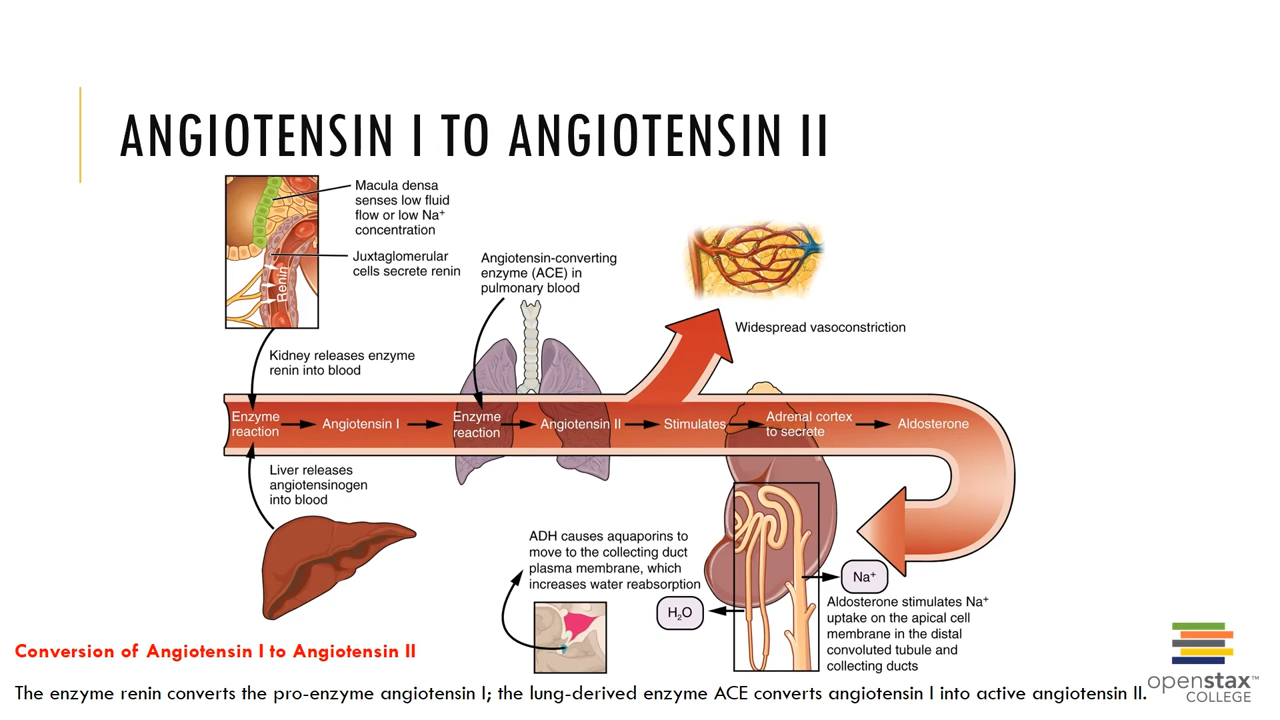 ANGIOTENSIN I TO ANGIOTENSIN II
Macula densa
senses low fluid
flow or low Na⁺
concentration
Juxtaglomerular
cells secrete renin
Renin
Angiotensin-converting
enzyme (ACE) in
pulmonary blood
Widespread vasoconstriction
Kidney releases enzyme
renin into blood
Enzyme
reaction
Angiotensin I
Enzyme
reaction
Angiotensin II
Stimulates
Adrenal cortex
to secrete
Aldosterone
Liver releases
angiotensinogen
into blood
ADH causes aquaporins to
move to the collecting duct
plasma membrane, which
increases water reabsorption
H₂O
Na⁺
Aldosterone stimulates Na⁺
uptake on the apical cell
membrane in the distal
convoluted tubule and
collecting ducts
Conversion of Angiotensin I to Angiotensin II
The enzyme renin converts the pro-enzyme angiotensin I; the lung-derived enzyme ACE converts angiotensin I into active angiotensin II.
openstax™
COLLEGE